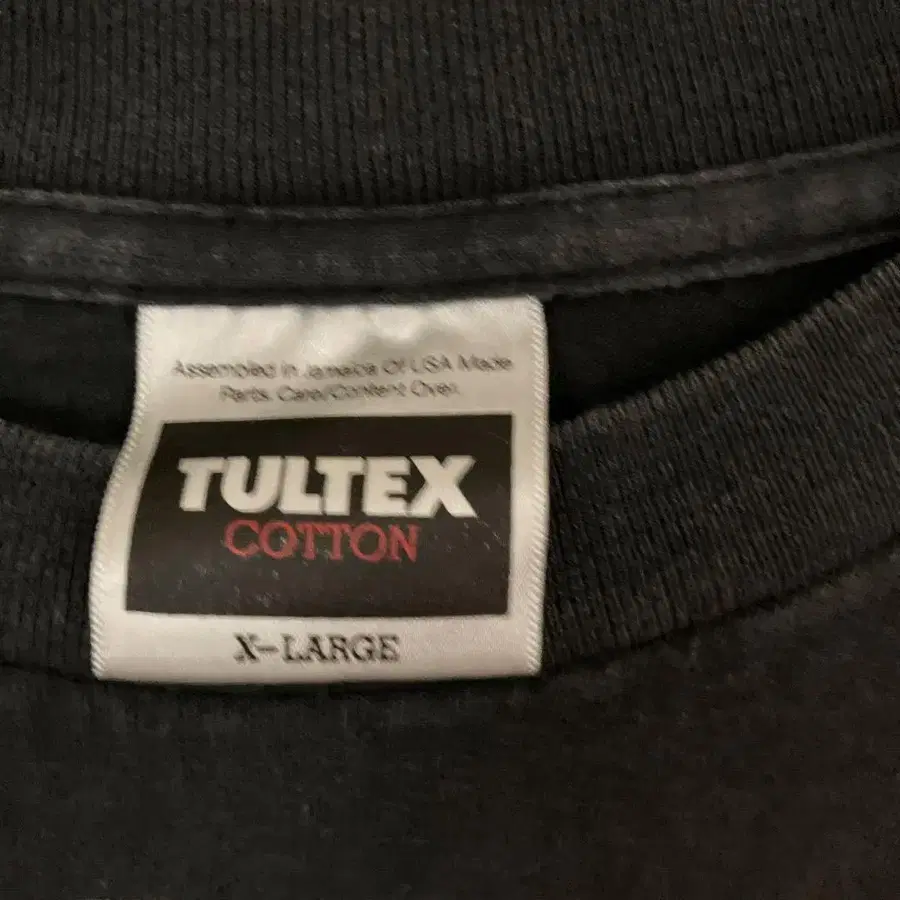 Assembled In Jamaica Of USA Made
Parts. Care/Content Over.
TULTEX
COTTON
X-LARGE